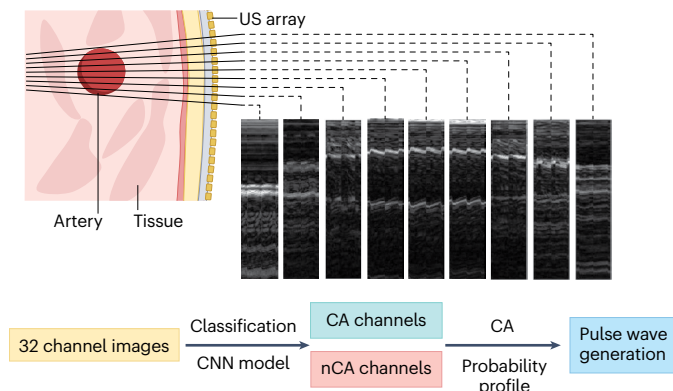 US array
Artery
Tissue
32 channel images
Classification
CNN model
CA channels
nCA channels
CA
Probability
profile
Pulse wave
generation